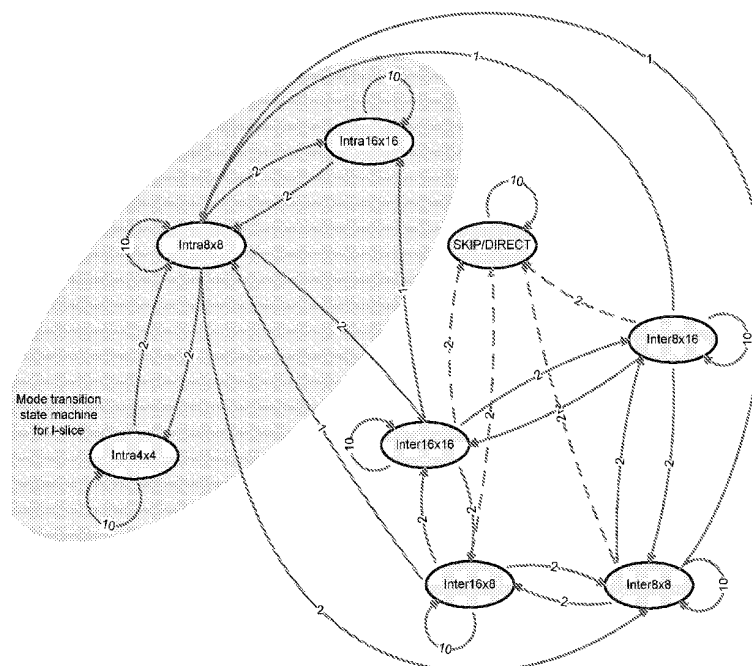 1
1
10
Intra16x16
2
2
10
10
Intra8x8
SKIP/DIRECT
1
2
2
Inter8x16
10
2
2
2
2
2
Mode transition
state machine
for I-slice
Inter16x16
10
2
2
1
Intra4x4
2
2
2
2
10
2
Inter16x8
2
Inter8x8
10
2
10